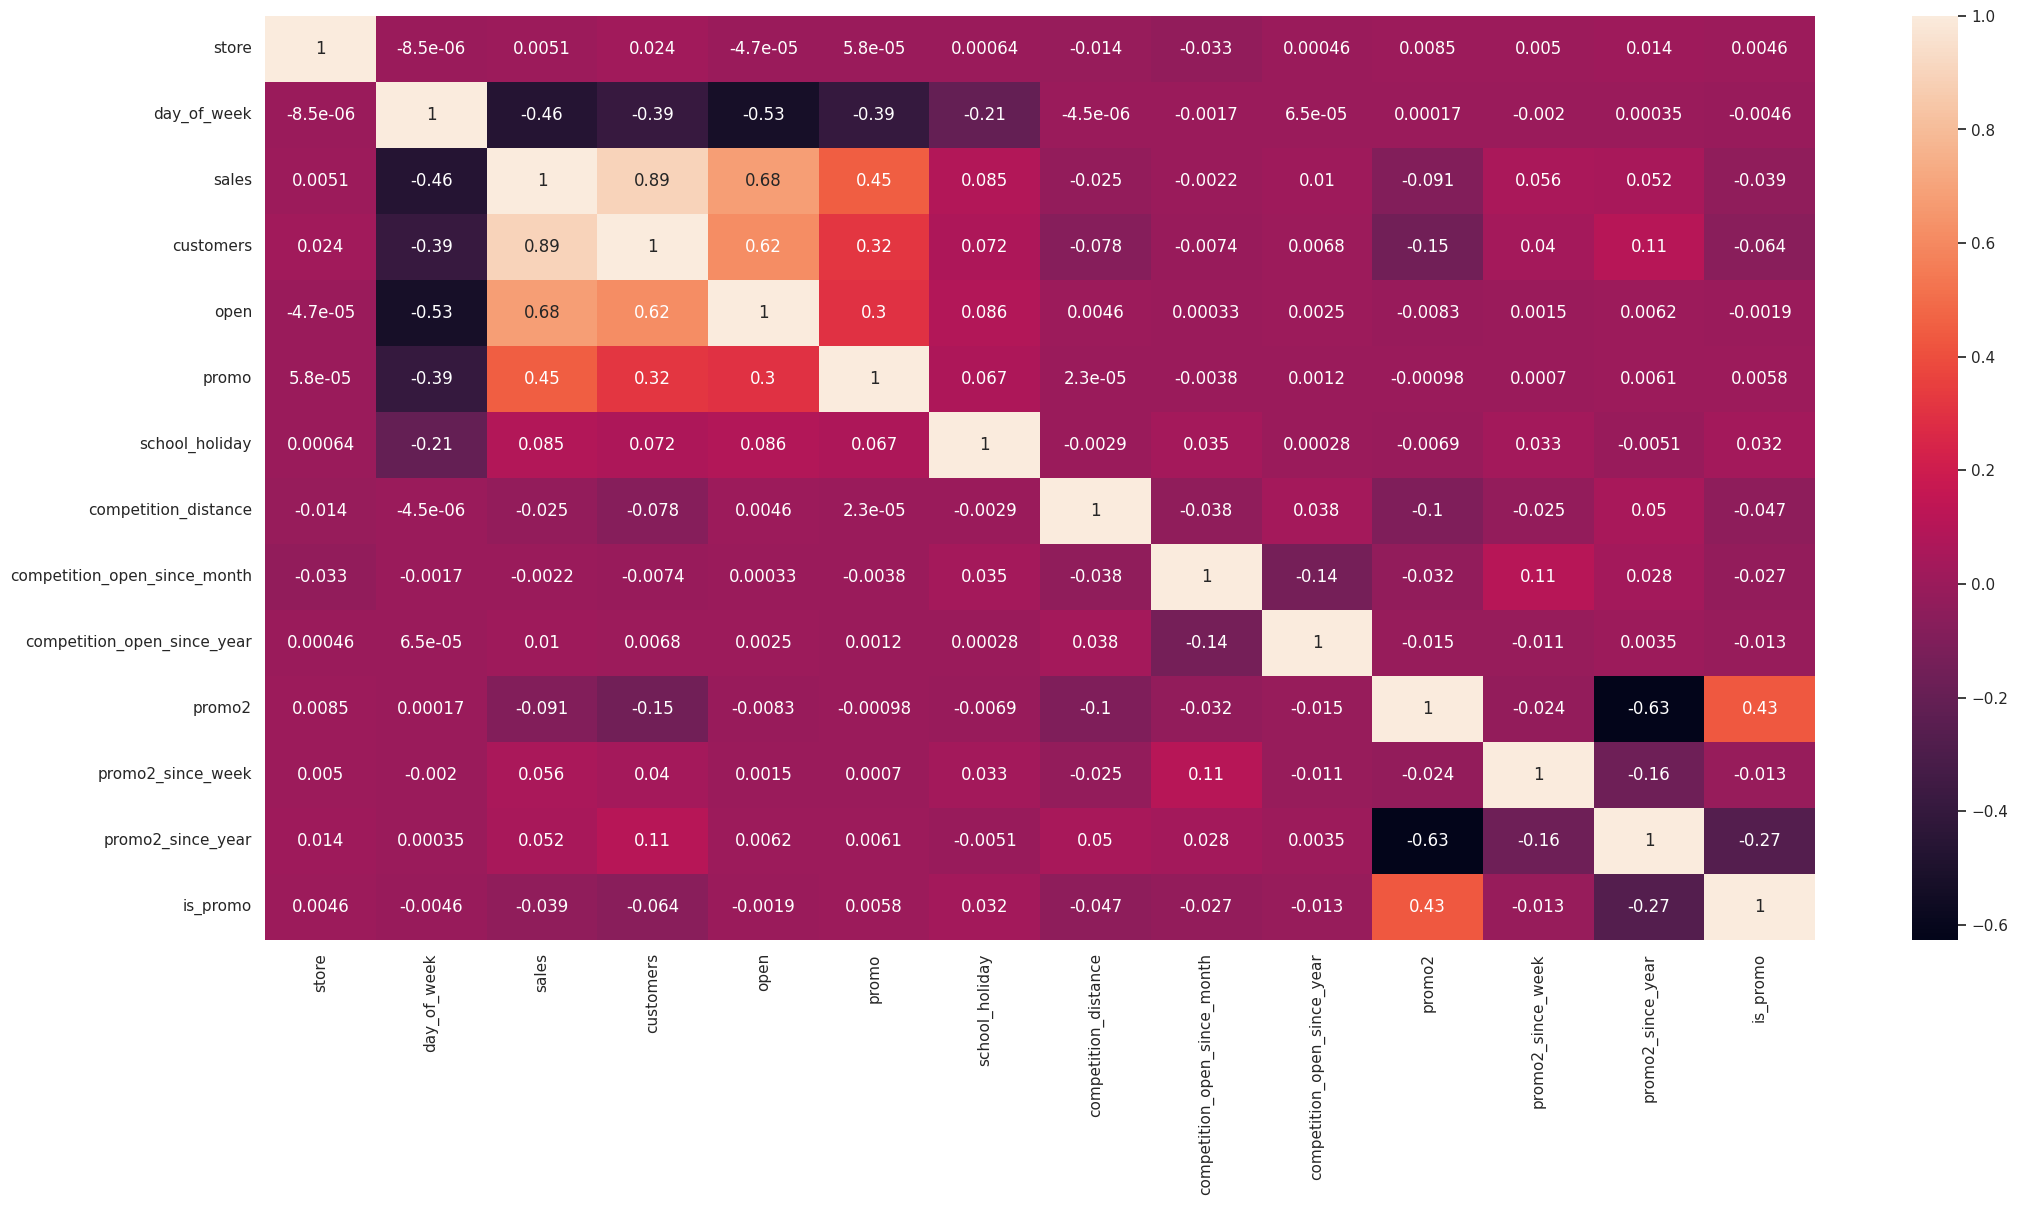 store 1 -8.5e-06 0.0051 0.024 -4.7e-05 5.8e-05 0.00064 -0.014 -0.033 0.00046 0.0085 0.005 0.014 0.0046
day_of_week -8.5e-06 1 -0.46 -0.39 -0.53 -0.39 -0.21 -4.5e-06 -0.0017 6.5e-05 0.00017 -0.002 0.00035 -0.0046
sales 0.0051 -0.46 1 0.89 0.68 0.45 0.085 -0.025 -0.0022 0.01 -0.091 0.056 0.052 -0.039
customers 0.024 -0.39 0.89 1 0.62 0.32 0.072 -0.078 -0.0074 0.0068 -0.15 0.04 0.11 -0.064
open -4.7e-05 -0.53 0.68 0.62 1 0.3 0.086 0.0046 0.00033 0.0025 -0.0083 0.0015 0.0062 -0.0019
promo 5.8e-05 -0.39 0.45 0.32 0.3 1 0.067 2.3e-05 -0.0038 0.0012 -0.00098 0.0007 0.0061 0.0058
school_holiday 0.00064 -0.21 0.085 0.072 0.086 0.067 1 -0.0029 0.035 0.00028 -0.0069 0.033 -0.0051 0.032
competition_distance -0.014 -4.5e-06 -0.025 -0.078 0.0046 2.3e-05 -0.0029 1 -0.038 0.038 -0.1 -0.025 0.05 -0.047
competition_open_since_month -0.033 -0.0017 -0.0022 -0.0074 0.00033 -0.0038 0.035 -0.038 1 -0.14 -0.032 0.11 0.028 -0.027
competition_open_since_year 0.00046 6.5e-05 0.01 0.0068 0.0025 0.0012 0.00028 0.038 -0.14 1 -0.015 -0.011 0.0035 -0.013
promo2 0.0085 0.00017 -0.091 -0.15 -0.0083 -0.00098 -0.0069 -0.1 -0.032 -0.015 1 -0.024 -0.63 0.43
promo2_since_week 0.005 -0.002 0.056 0.04 0.0015 0.0007 0.033 -0.025 0.11 -0.011 -0.024 1 -0.16 -0.013
promo2_since_year 0.014 0.00035 0.052 0.11 0.0062 0.0061 -0.0051 0.05 0.028 0.0035 -0.63 -0.16 1 -0.27
is_promo 0.0046 -0.0046 -0.039 -0.064 -0.0019 0.0058 0.032 -0.047 -0.027 -0.013 0.43 -0.013 -0.27 1
store
day_of_week
sales
customers
open
promo
school_holiday
competition_distance
competition_open_since_month
competition_open_since_year
promo2
promo2_since_week
promo2_since_year
is_promo
1.0
0.8
0.6
0.4
0.2
0.0
−0.2
−0.4
−0.6